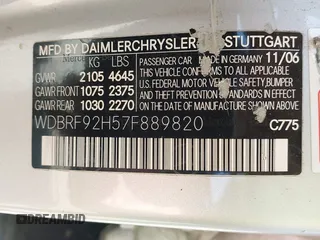 MFD BY DAIMLERCHRYSLER STUTTGART
KG LBS PASSENGER CAR / MADE IN GERMANY 11/06
GVWR 2105 4645
GAWR FRONT 1075 2375
GAWR REAR 1030 2270
THIS VEHICLE CONFORMS TO ALL APPLICABLE
U.S. FEDERAL MOTOR VEHICLE SAFETY, BUMPER
AND THEFT PREVENTION STANDARDS IN EFFECT
ON THE DATE OF MANUFACTURE SHOWN ABOVE.
WDBRF92H57F889820 C775
DREAMBID